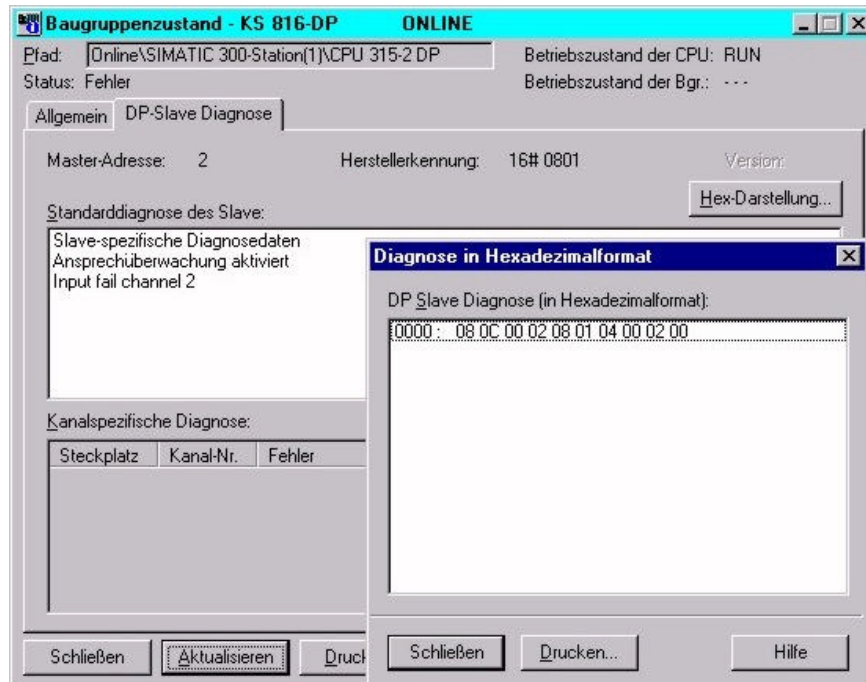 Baugruppenzustand - KS 816-DP ONLINE
Pfad: Online\SIMATIC 300-Station(1)\CPU 315-2 DP Betriebszustand der CPU: RUN
Status: Fehler Betriebszustand der Bgr.: ---
Allgemein DP-Slave Diagnose
Master-Adresse: 2 Herstellerkennung: 16# 0801 Version:
Hex-Darstellung...
Standarddiagnose des Slave:
Slave-spezifische Diagnosedaten
Ansprechüberwachung aktiviert
Input fail channel 2
Kanalspezifische Diagnose:
Steckplatz Kanal-Nr. Fehler
Schließen Aktualisieren Druck
Diagnose in Hexadezimalformat
DP Slave Diagnose (in Hexadezimalformat):
0000 : 08 0C 00 02 08 01 04 00 02 00
Schließen Drucken... Hilfe